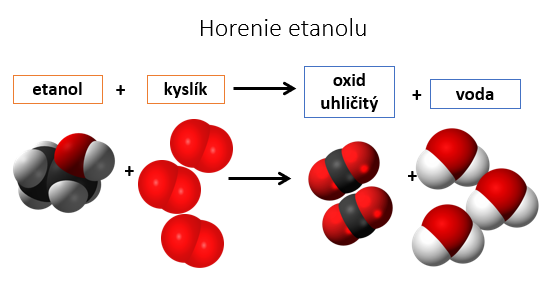 Horenie etanolu
etanol + kyslík → oxid uhličitý + voda
+ → +